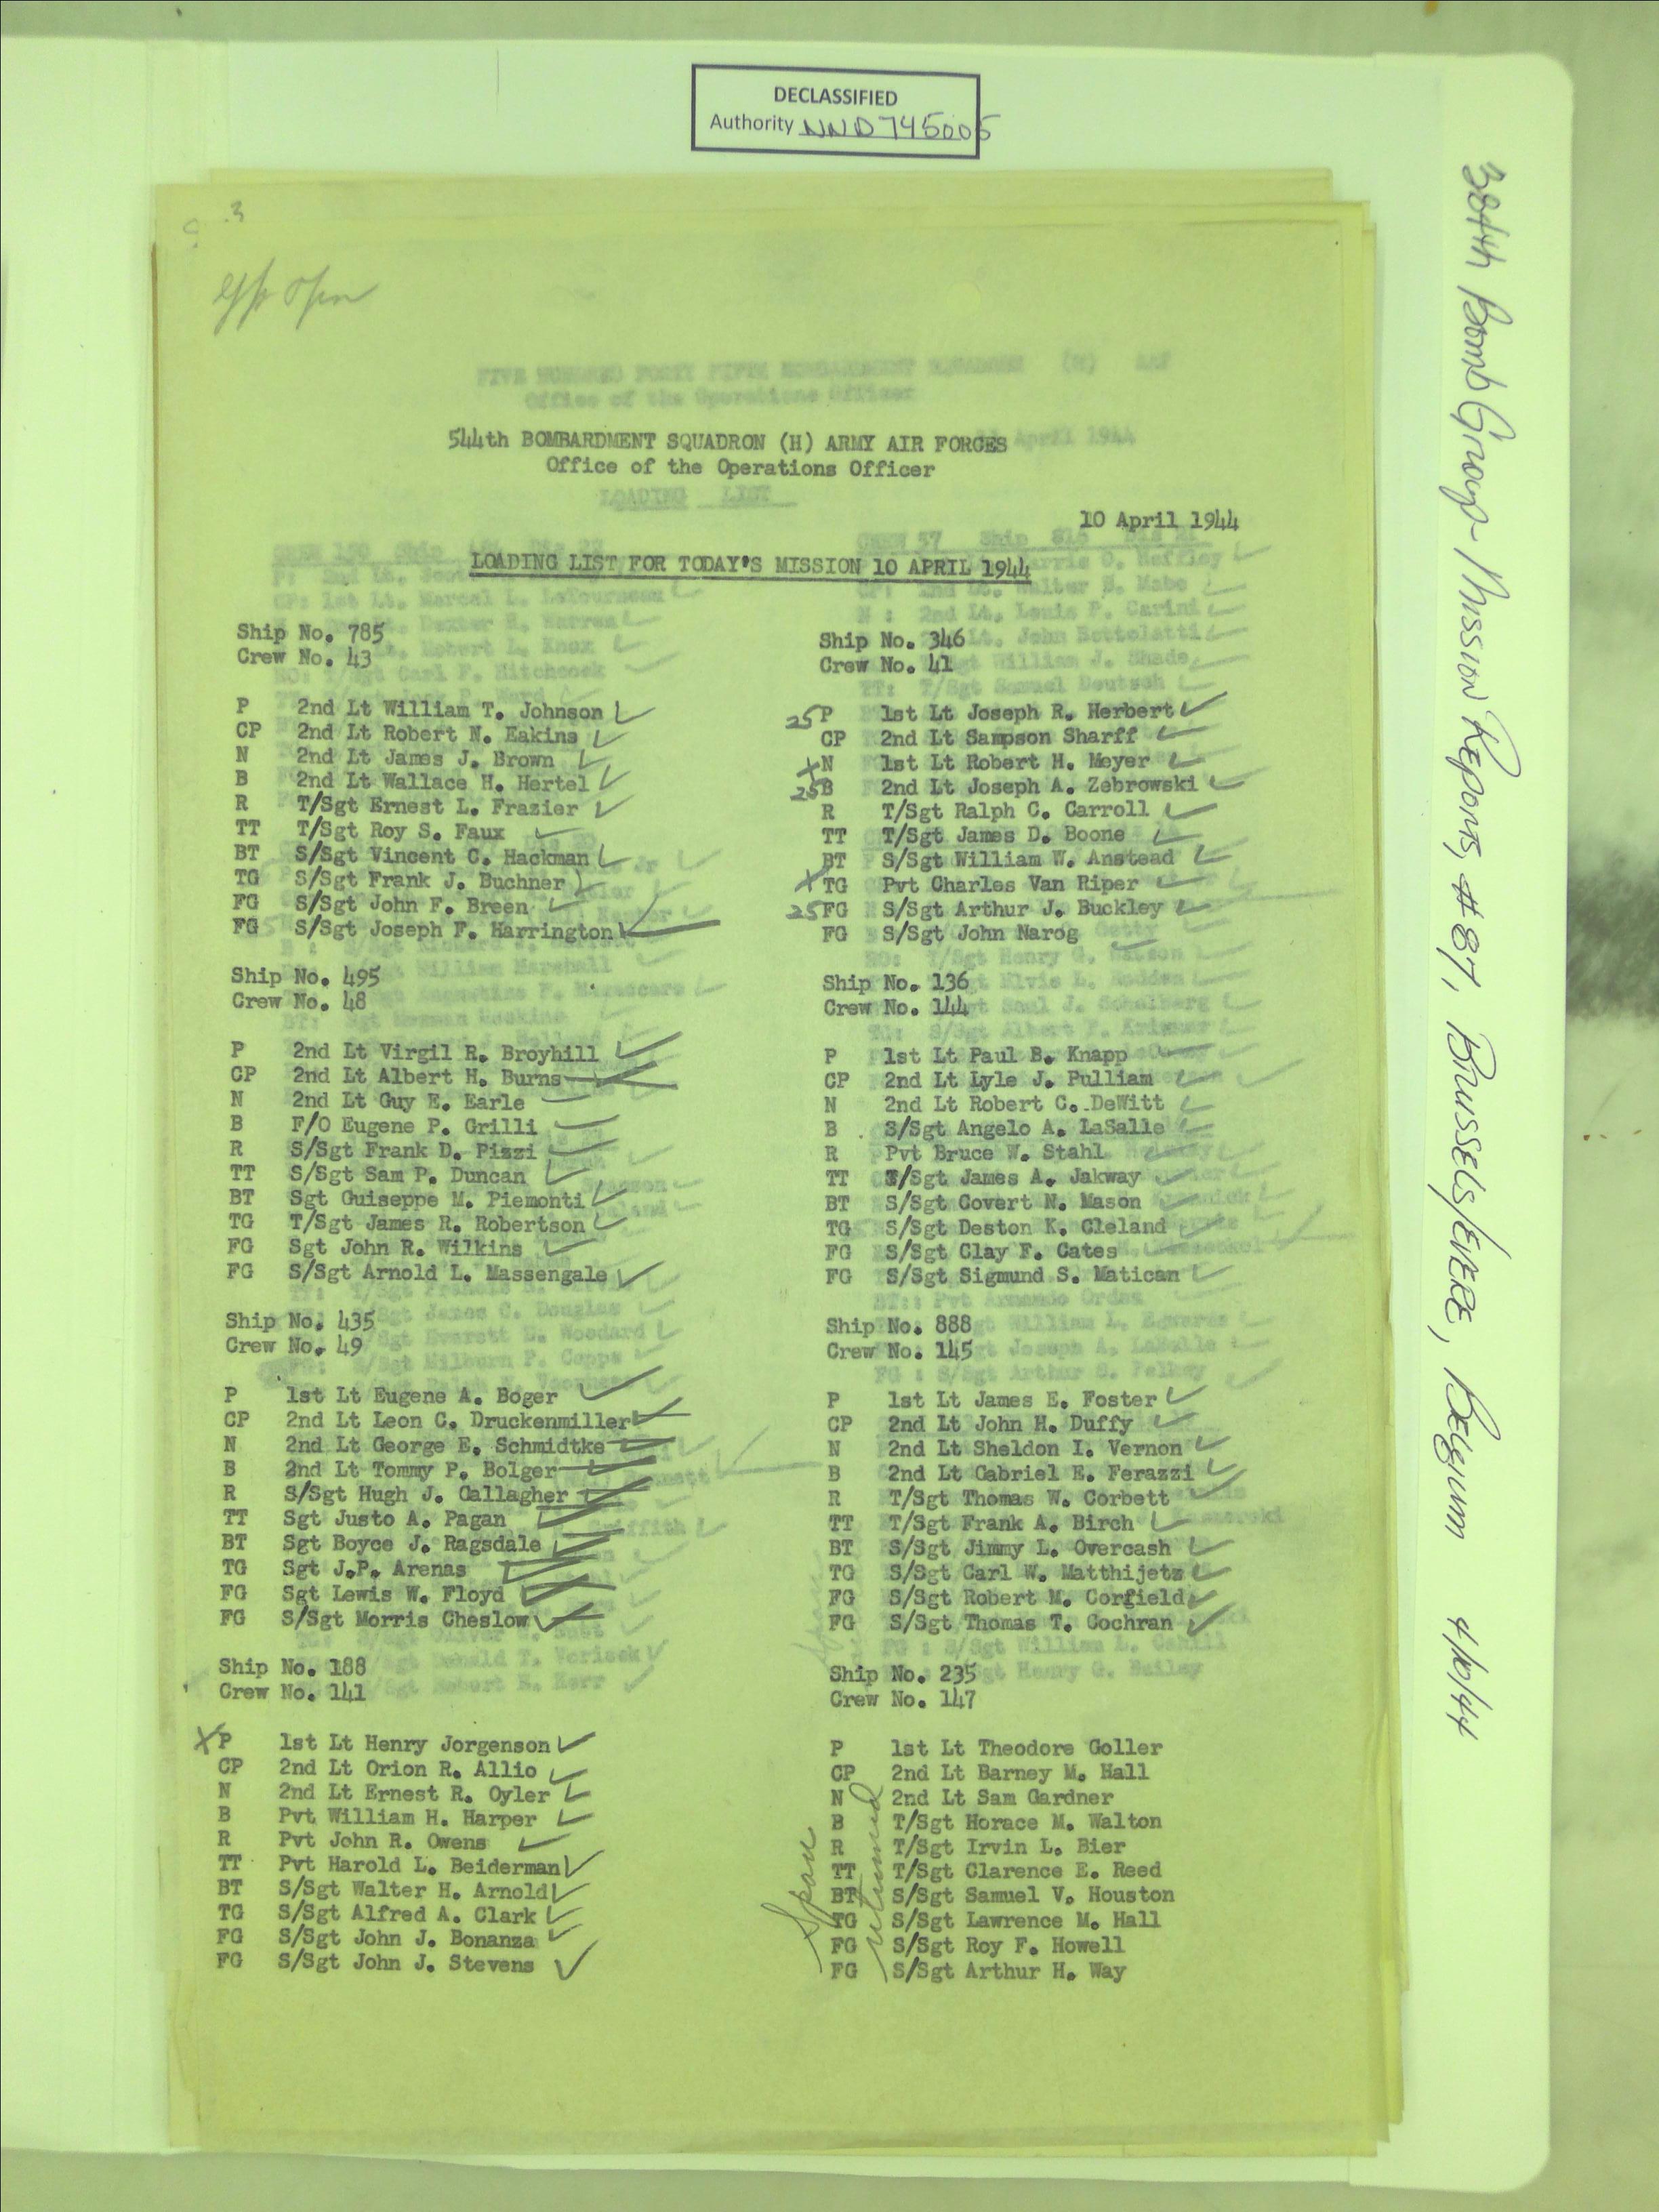 DECLASSIFIED
Authority NND745005
384th Bomb Group - Mission Reports, #87, Brussels/Evere, Belgium 4/10/44
544th BOMBARDMENT SQUADRON (H) ARMY AIR FORCES
Office of the Operations Officer
10 April 1944
LOADING LIST FOR TODAY'S MISSION 10 APRIL 1944
Ship No. 785
Crew No. 43
P 2nd Lt William T. Johnson
CP 2nd Lt Robert N. Eakins
N 2nd Lt James J. Brown
B 2nd Lt Wallace H. Hertel
R T/Sgt Ernest L. Frazier
TT T/Sgt Roy S. Faux
BT S/Sgt Vincent C. Hackman
TG S/Sgt Frank J. Buchner
FG S/Sgt John F. Breen
FG S/Sgt Joseph F. Harrington
Ship No. 495
Crew No. 48
P 2nd Lt Virgil R. Broyhill
CP 2nd Lt Albert H. Burns
N 2nd Lt Guy E. Earle
B F/O Eugene P. Grilli
R S/Sgt Frank D. Pizzi
TT S/Sgt Sam P. Duncan
BT Sgt Guiseppe M. Piemonti
TG T/Sgt James R. Robertson
FG Sgt John R. Wilkins
FG S/Sgt Arnold L. Massengale
Ship No. 435
Crew No. 49
P 1st Lt Eugene A. Boger
CP 2nd Lt Leon C. Druckenmiller
N 2nd Lt George E. Schmidtke
B 2nd Lt Tommy P. Bolger
R S/Sgt Hugh J. Gallagher
TT Sgt Justo A. Pagan
BT Sgt Boyce J. Ragsdale
TG Sgt J.P. Arenas
FG Sgt Lewis W. Floyd
FG S/Sgt Morris Cheslow
Ship No. 188
Crew No. 141
X P 1st Lt Henry Jorgenson
CP 2nd Lt Orion R. Allio
N 2nd Lt Ernest R. Oyler
B Pvt William H. Harper
R Pvt John R. Owens
TT Pvt Harold L. Beiderman
BT S/Sgt Walter H. Arnold
TG S/Sgt Alfred A. Clark
FG S/Sgt John J. Bonanza
FG S/Sgt John J. Stevens
Ship No. 346
Crew No. 41
25 P 1st Lt Joseph R. Herbert
CP 2nd Lt Sampson Sharff
X N 1st Lt Robert H. Meyer
25 B 2nd Lt Joseph A. Zebrowski
R T/Sgt Ralph C. Carroll
TT T/Sgt James D. Boone
BT S/Sgt William W. Anstead
X TG Pvt Charles Van Riper
25 FG S/Sgt Arthur J. Buckley
FG S/Sgt John Narog
Ship No. 136
Crew No. 144
P 1st Lt Paul B. Knapp
CP 2nd Lt Lyle J. Pulliam
N 2nd Lt Robert C. DeWitt
B S/Sgt Angelo A. LaSalle
R Pvt Bruce W. Stahl
TT T/Sgt James A. Jakway
BT S/Sgt Covert N. Mason
TG S/Sgt Deston K. Cleland
FG S/Sgt Clay F. Cates
FG S/Sgt Sigmund S. Matican
Ship No. 888
Crew No. 145
P 1st Lt James E. Foster
CP 2nd Lt John H. Duffy
N 2nd Lt Sheldon I. Vernon
B 2nd Lt Gabriel E. Ferazzi
R T/Sgt Thomas W. Corbett
TT T/Sgt Frank A. Birch
BT S/Sgt Jimmy L. Overcash
TG S/Sgt Carl W. Matthijetz
FG S/Sgt Robert M. Corfield
FG S/Sgt Thomas T. Cochran
Ship No. 235
Crew No. 147
P 1st Lt Theodore Goller
CP 2nd Lt Barney M. Hall
N 2nd Lt Sam Gardner
B T/Sgt Horace M. Walton
R T/Sgt Irvin L. Bier
TT T/Sgt Clarence E. Reed
BT S/Sgt Samuel V. Houston
TG S/Sgt Lawrence M. Hall
FG S/Sgt Roy F. Howell
FG S/Sgt Arthur H. Way
Spare
returned